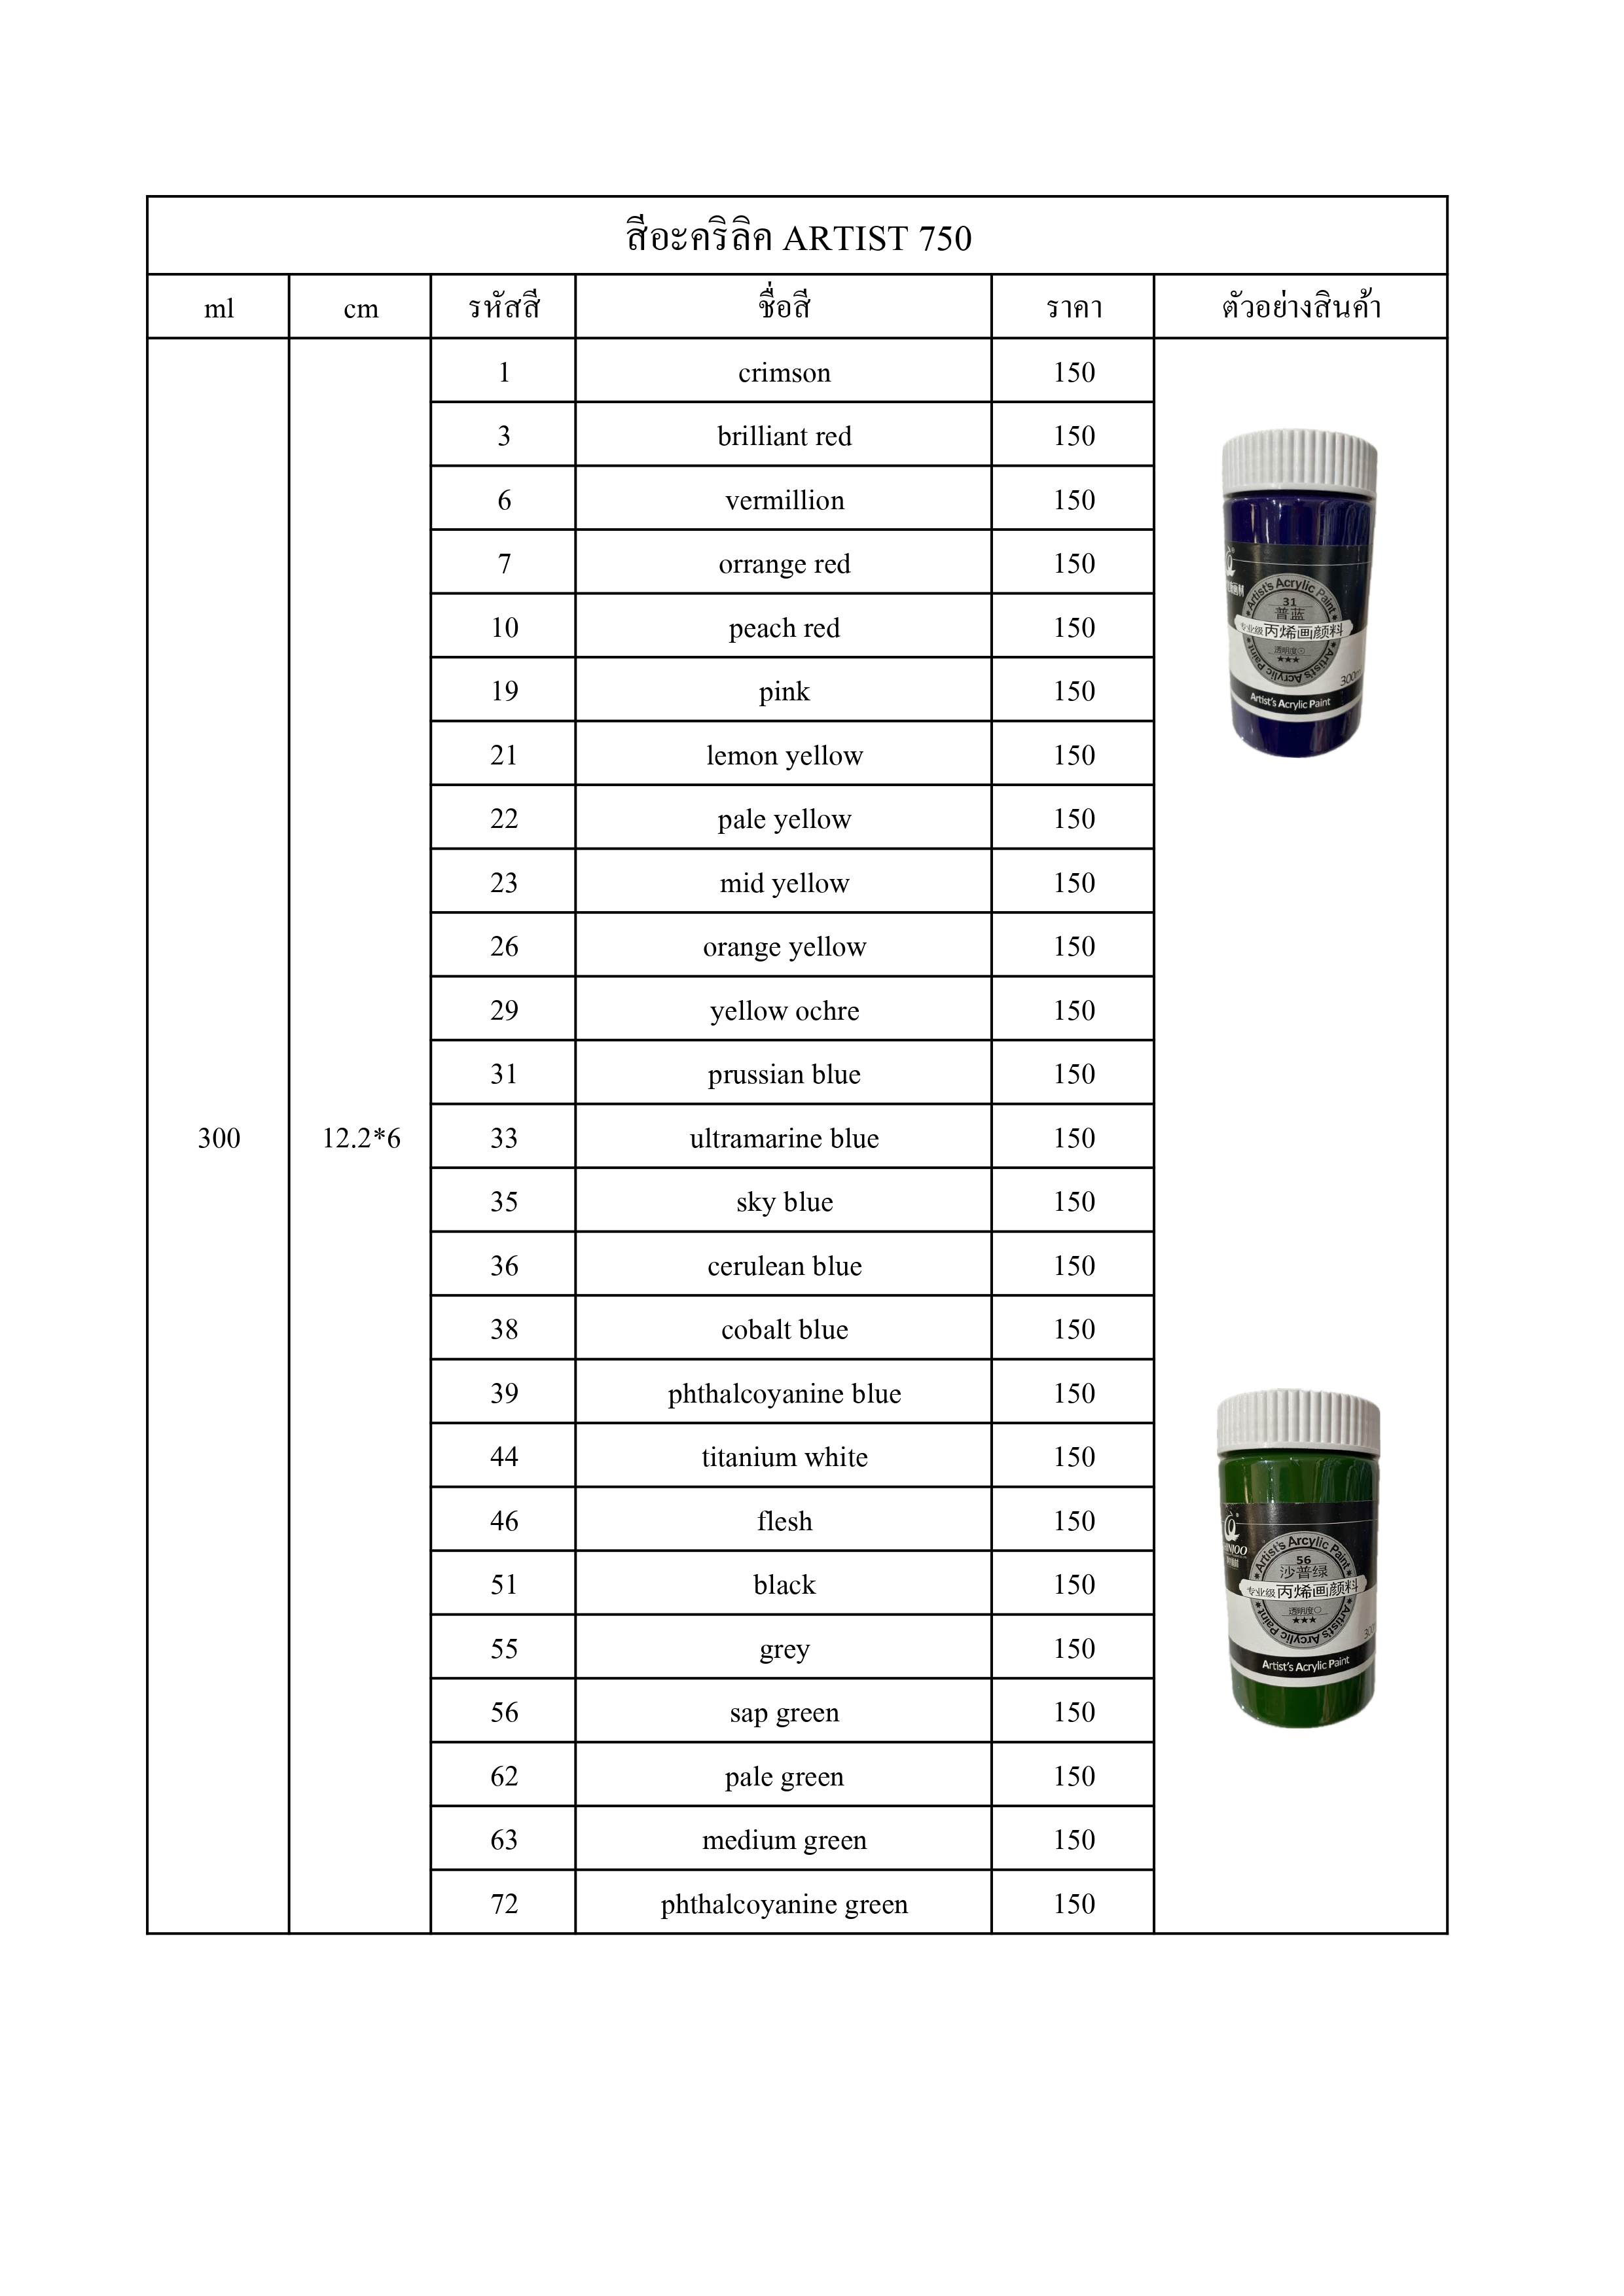 สีอะคริลิค ARTIST 750
ml cm รหัสสี ชื่อสี ราคา ตัวอย่างสินค้า
1 crimson 150
3 brilliant red 150
6 vermillion 150
7 orrange red 150
10 peach red 150
19 pink 150
21 lemon yellow 150
22 pale yellow 150
23 mid yellow 150
26 orange yellow 150
29 yellow ochre 150
31 prussian blue 150
300 12.2*6 33 ultramarine blue 150
35 sky blue 150
36 cerulean blue 150
38 cobalt blue 150
39 phthalcoyanine blue 150
44 titanium white 150
46 flesh 150
51 black 150
55 grey 150
56 sap green 150
62 pale green 150
63 medium green 150
72 phthalcoyanine green 150
Artist's Acrylic Paint
31
普蓝
专业级 丙烯画颜料
透明度
★★★
Artist's Acrylic Paint
300m
Artist's Acrylic Paint
Artist's Arcylic Paint
56
沙普绿
专业级 丙烯画颜料
透明度
★★★
Artist's Arcylic Paint
300
Artist's Acrylic Paint